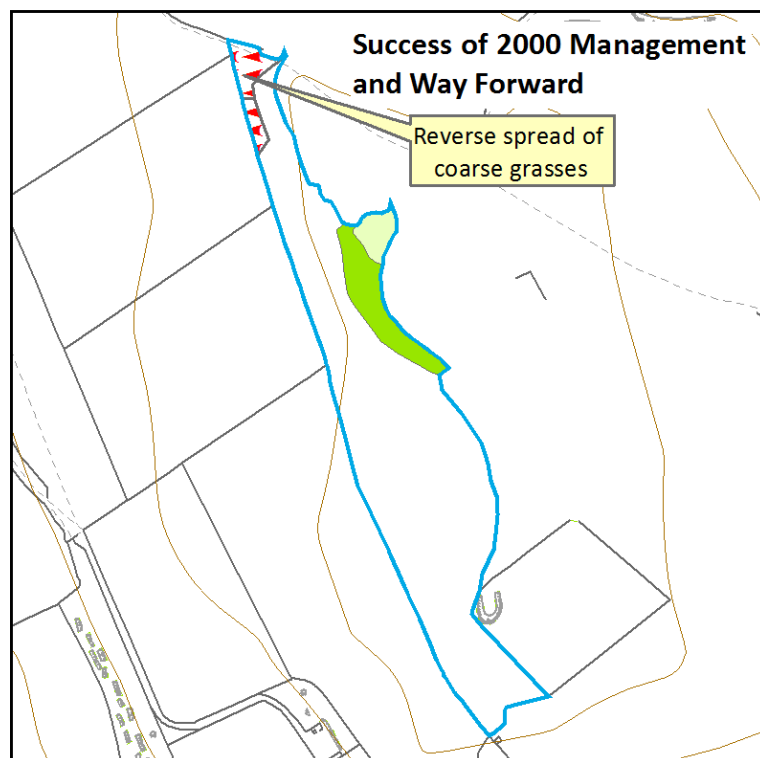 Success of 2000 Management
and Way Forward
Reverse spread of
coarse grasses